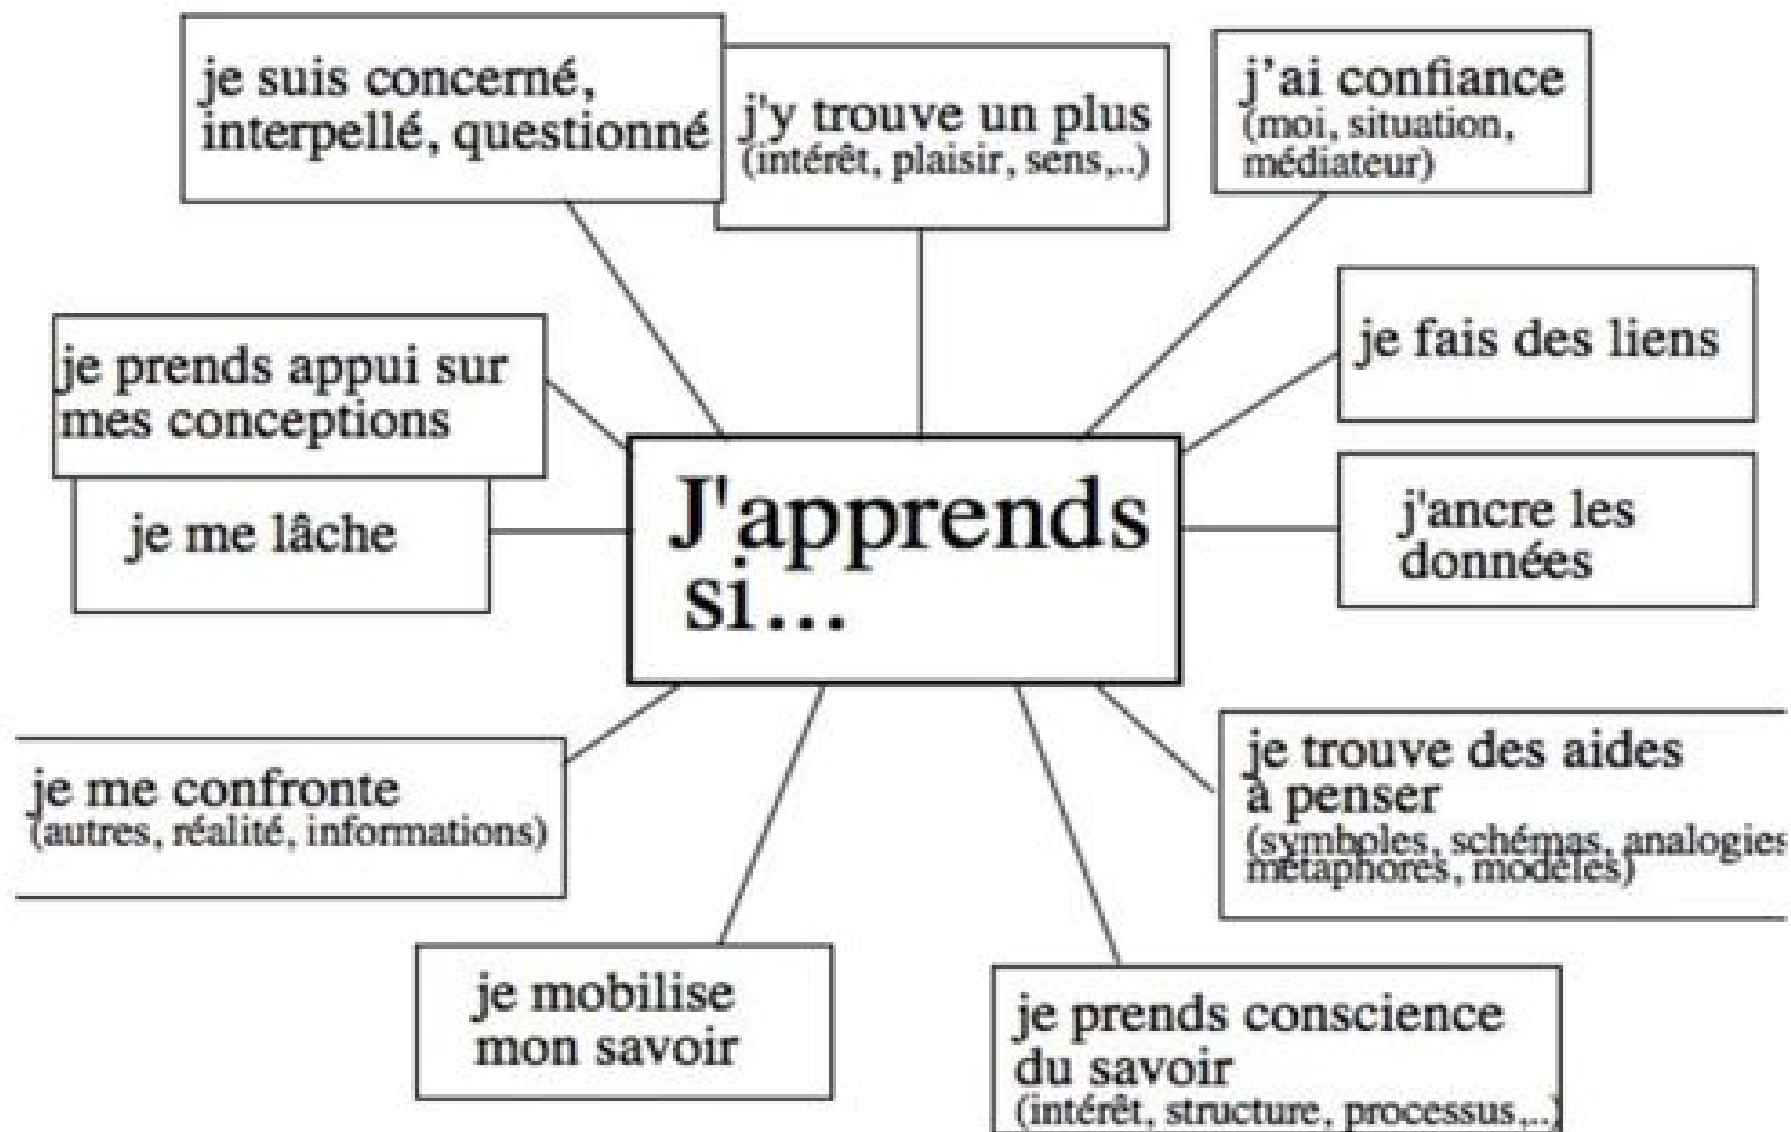 je suis concerné,
interpellé, questionné
j'y trouve un plus
(intérêt, plaisir, sens,..)
j'ai confiance
(moi, situation,
médiateur)
je prends appui sur
mes conceptions
je fais des liens
je me lâche
J'apprends
si...
j'ancre les
données
je me confronte
(autres, réalité, informations)
je trouve des aides
à penser
(symboles, schémas, analogies
métaphores, modèles)
je mobilise
mon savoir
je prends conscience
du savoir
(intérêt, structure, processus,..)